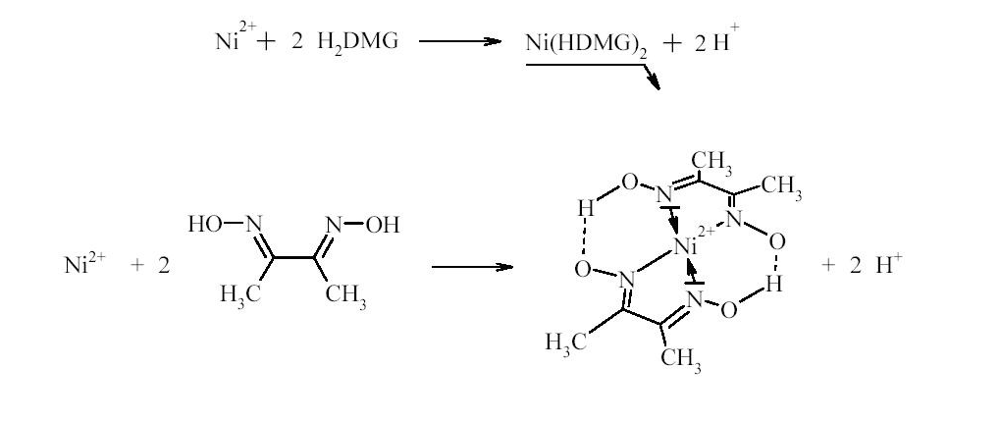 Ni²⁺ + 2 H₂DMG ⟶ Ni(HDMG)₂ + 2 H⁺
CH₃
O N CH₃
H N
HO–N N–OH Ni²⁺ O
Ni²⁺ + 2 ⟶ O N H + 2 H⁺
H₃C CH₃ N O
H₃C CH₃